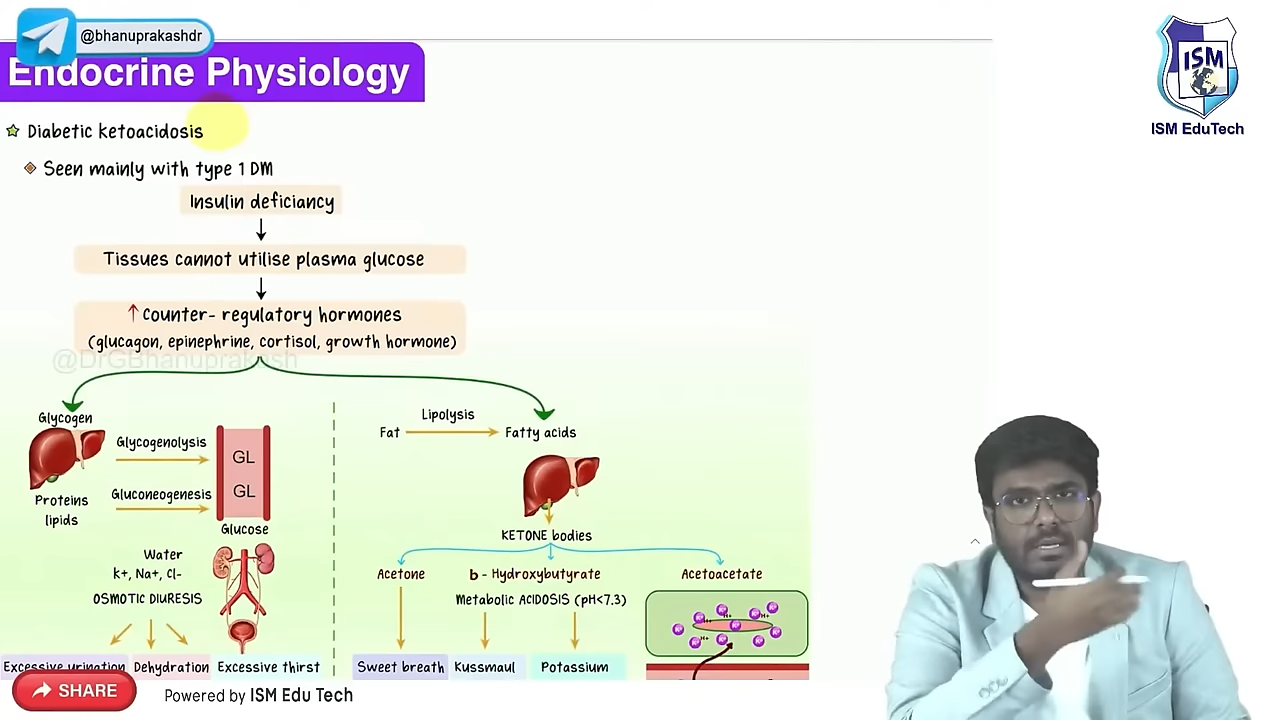 @bhanuprakashdr
Endocrine Physiology
ISM
ISM EduTech
Diabetic ketoacidosis
Seen mainly with type 1 DM
Insulin deficiancy
Tissues cannot utilise plasma glucose
↑ Counter- regulatory hormones
(glucagon, epinephrine, cortisol, growth hormone)
@DrGBhanuprakash
Glycogen
Glycogenolysis
GL
Gluconeogenesis
GL
Proteins
lipids
Glucose
Water
K+, Na+, Cl-
OSMOTIC DIURESIS
Excessive urination
Dehydration
Excessive thirst
Lipolysis
Fat
Fatty acids
KETONE bodies
Acetone
b - Hydroxybutyrate
Acetoacetate
Metabolic ACIDOSIS (pH<7.3)
Sweet breath
Kussmaul
Potassium
SHARE
Powered by ISM Edu Tech